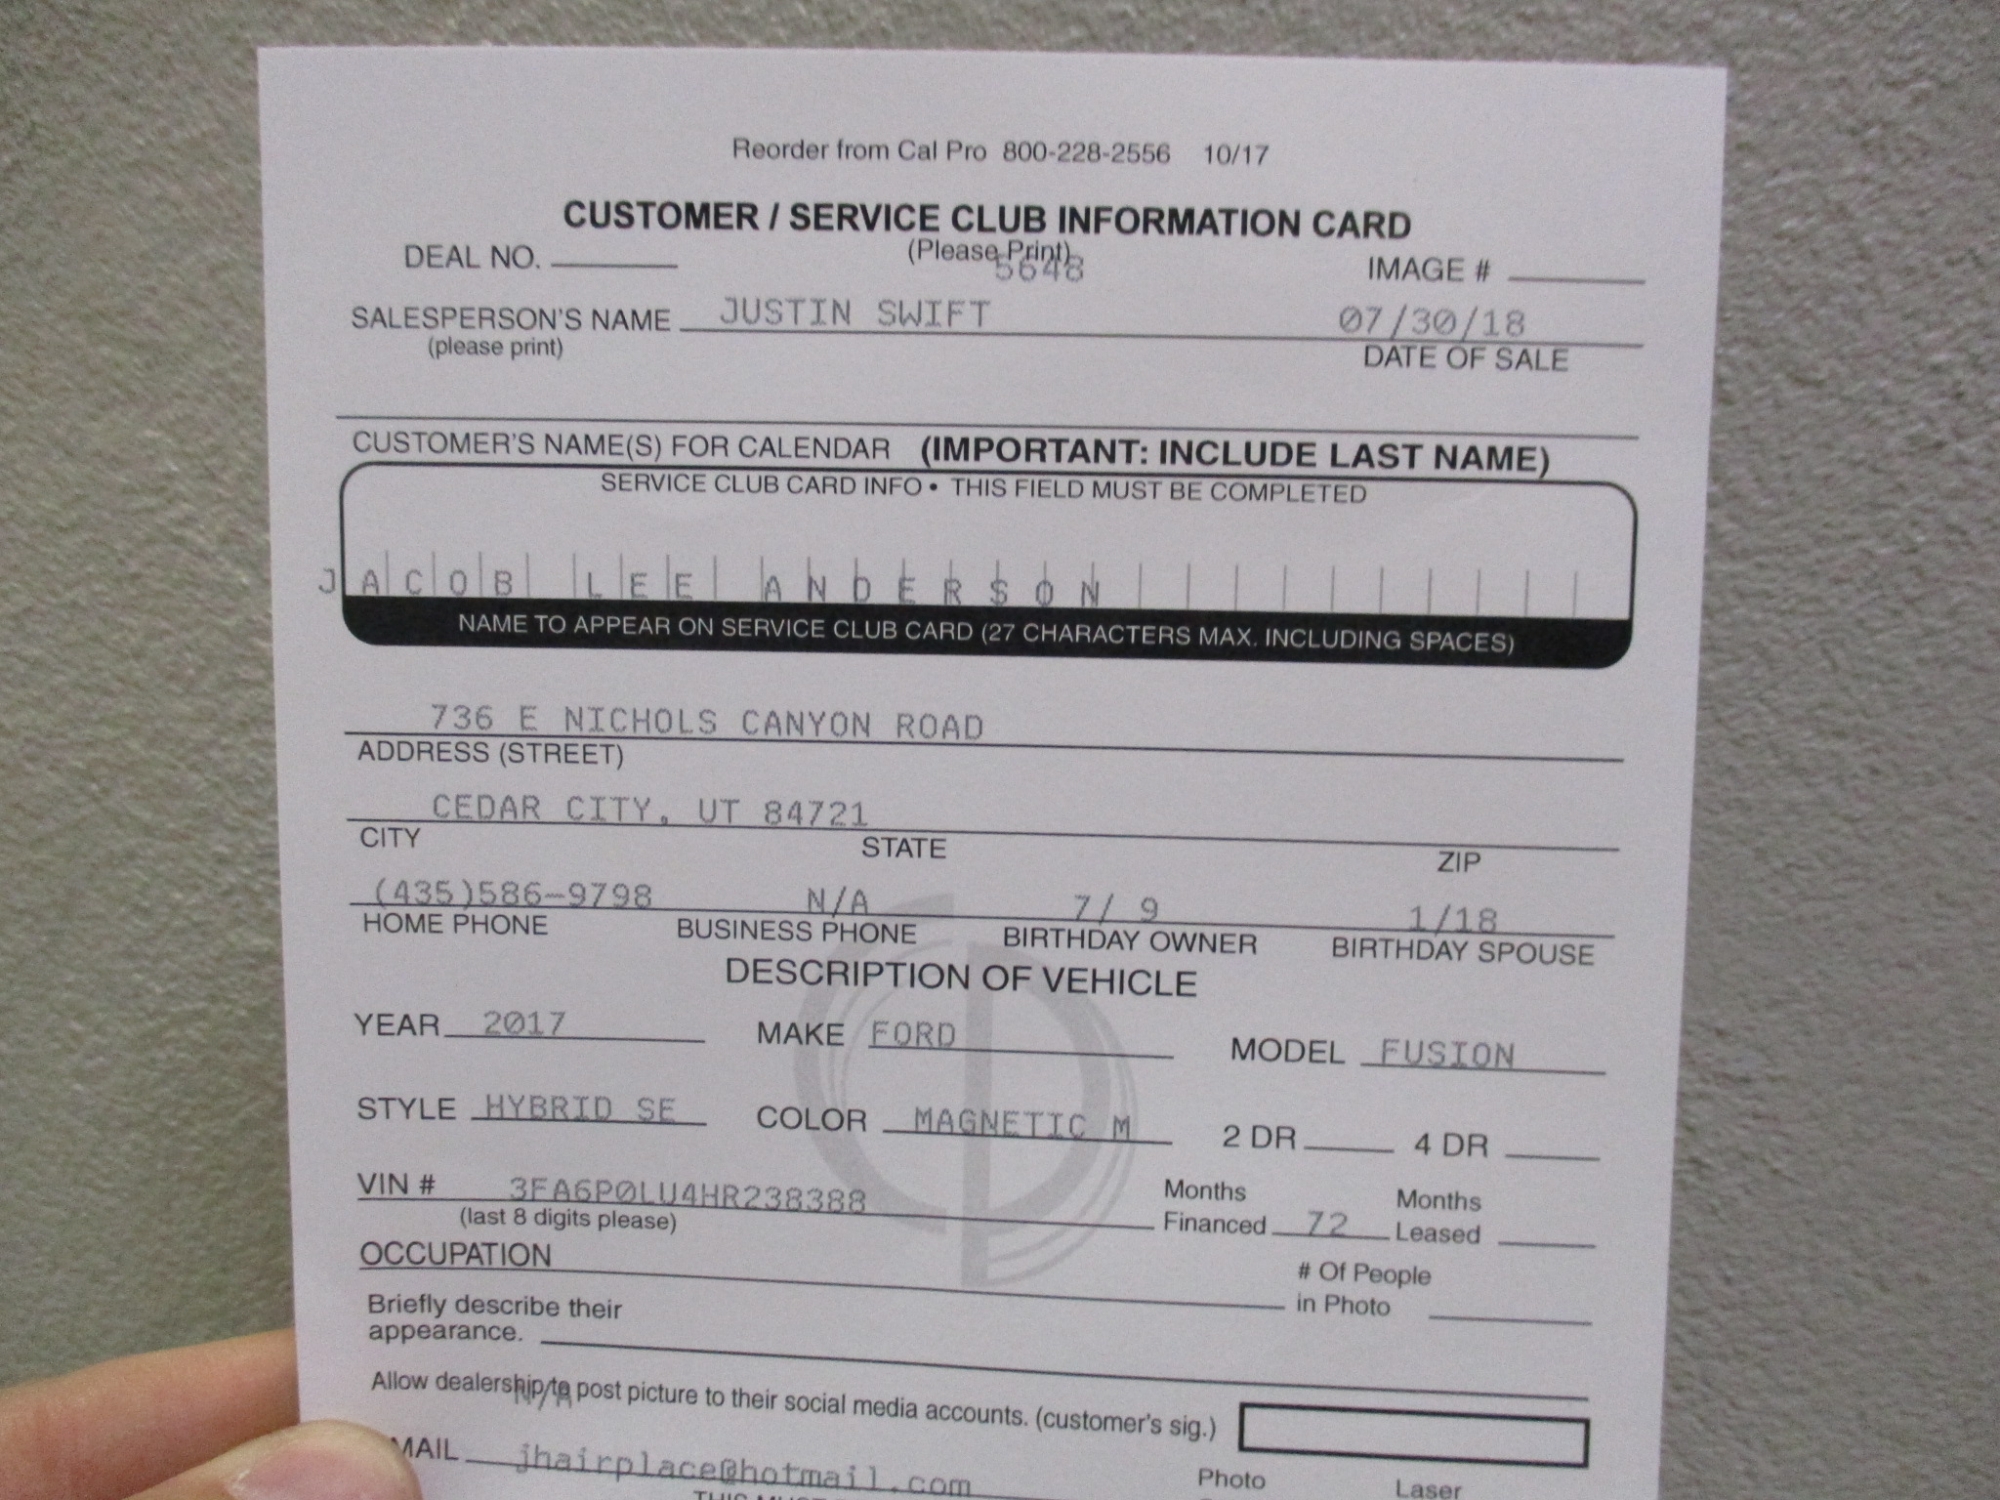 Reorder from Cal Pro 800-228-2556 10/17
CUSTOMER / SERVICE CLUB INFORMATION CARD
(Please Print)
DEAL NO. 5648 IMAGE #
SALESPERSON'S NAME JUSTIN SWIFT 07/30/18
(please print) DATE OF SALE
CUSTOMER'S NAME(S) FOR CALENDAR (IMPORTANT: INCLUDE LAST NAME)
SERVICE CLUB CARD INFO • THIS FIELD MUST BE COMPLETED
JACOB LEE ANDERSON
NAME TO APPEAR ON SERVICE CLUB CARD (27 CHARACTERS MAX. INCLUDING SPACES)
736 E NICHOLS CANYON ROAD
ADDRESS (STREET)
CEDAR CITY, UT 84721
CITY STATE ZIP
(435)586-9798 N/A 7/ 9 1/18
HOME PHONE BUSINESS PHONE BIRTHDAY OWNER BIRTHDAY SPOUSE
DESCRIPTION OF VEHICLE
YEAR 2017 MAKE FORD MODEL FUSION
STYLE HYBRID SE COLOR MAGNETIC M 2 DR 4 DR
VIN # 3FA6P0LU4HR238388 Months Financed 72 Months Leased
(last 8 digits please)
OCCUPATION # Of People in Photo
Briefly describe their
appearance.
N/A
Allow dealership to post picture to their social media accounts. (customer's sig.)
MAIL jhairplace@hotmail.com
Photo Laser